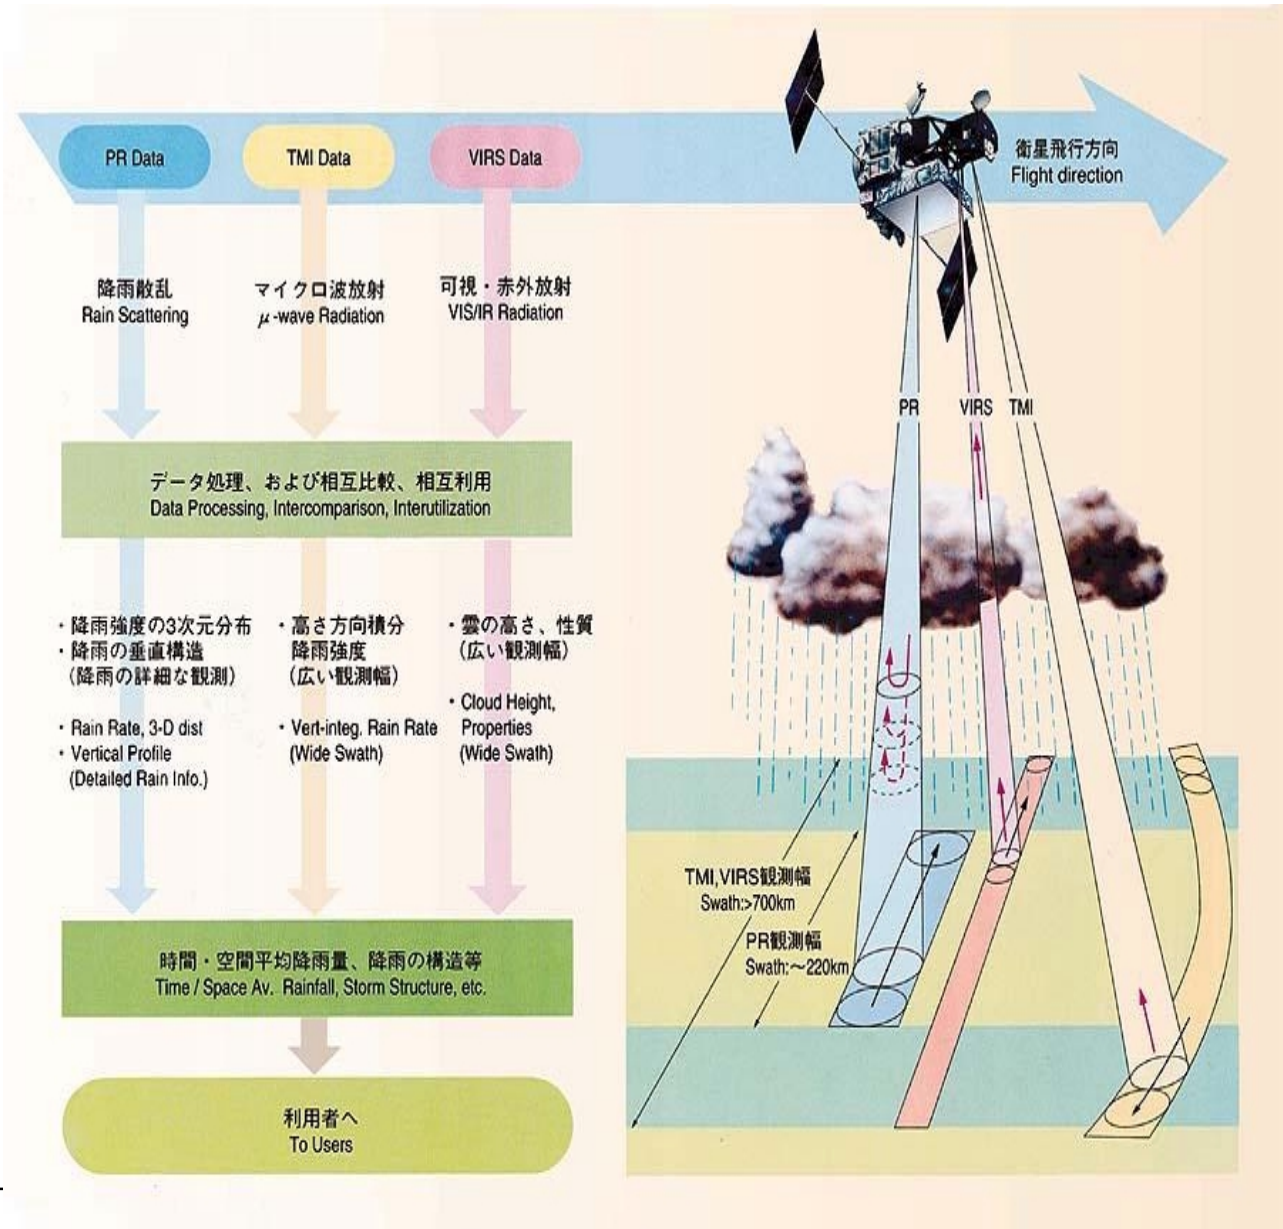 PR Data
TMI Data
VIRS Data
衛星飛行方向
Flight direction
降雨散乱
Rain Scattering
マイクロ波放射
μ-wave Radiation
可視・赤外放射
VIS/IR Radiation
PR
VIRS
TMI
データ処理、および相互比較、相互利用
Data Processing, Intercomparison, Interutilization
・降雨強度の3次元分布
・降雨の垂直構造
(降雨の詳細な観測)
・Rain Rate, 3-D dist
・Vertical Profile
(Detailed Rain Info.)
・高さ方向積分
降雨強度
(広い観測幅)
・Vert-integ. Rain Rate
(Wide Swath)
・雲の高さ、性質
(広い観測幅)
・Cloud Height,
Properties
(Wide Swath)
TMI,VIRS観測幅
Swath:>700km
PR観測幅
Swath:～220km
時間・空間平均降雨量、降雨の構造等
Time / Space Av. Rainfall, Storm Structure, etc.
利用者へ
To Users